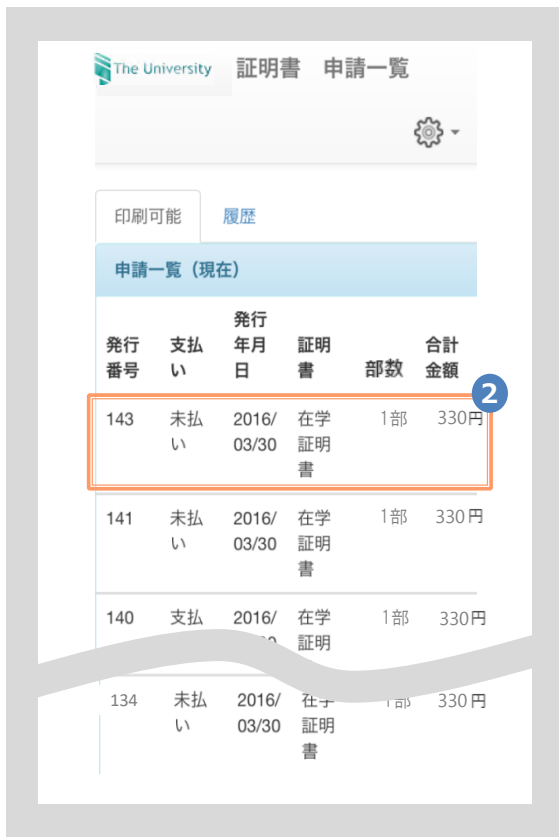 The University 証明書 申請一覧
印刷可能 履歴
申請一覧（現在）
発行番号 支払い 発行年月日 証明書 部数 合計金額
2
143 未払い 2016/03/30 在学証明書 1部 330円
141 未払い 2016/03/30 在学証明書 1部 330円
140 支払 2016/ 在学証明 1部 330円
134 未払い 2016/03/30 在学証明書 1部 330円